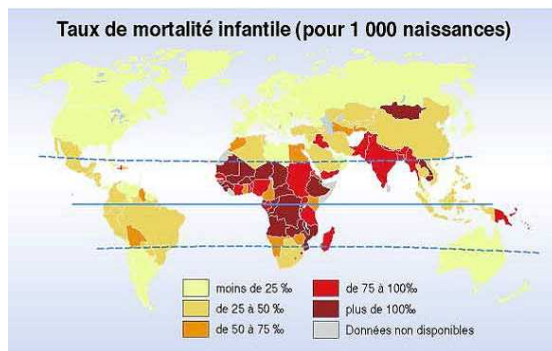 Taux de mortalité infantile (pour 1 000 naissances)
moins de 25 ‰
de 25 à 50 ‰
de 50 à 75 ‰
de 75 à 100‰
plus de 100‰
Données non disponibles